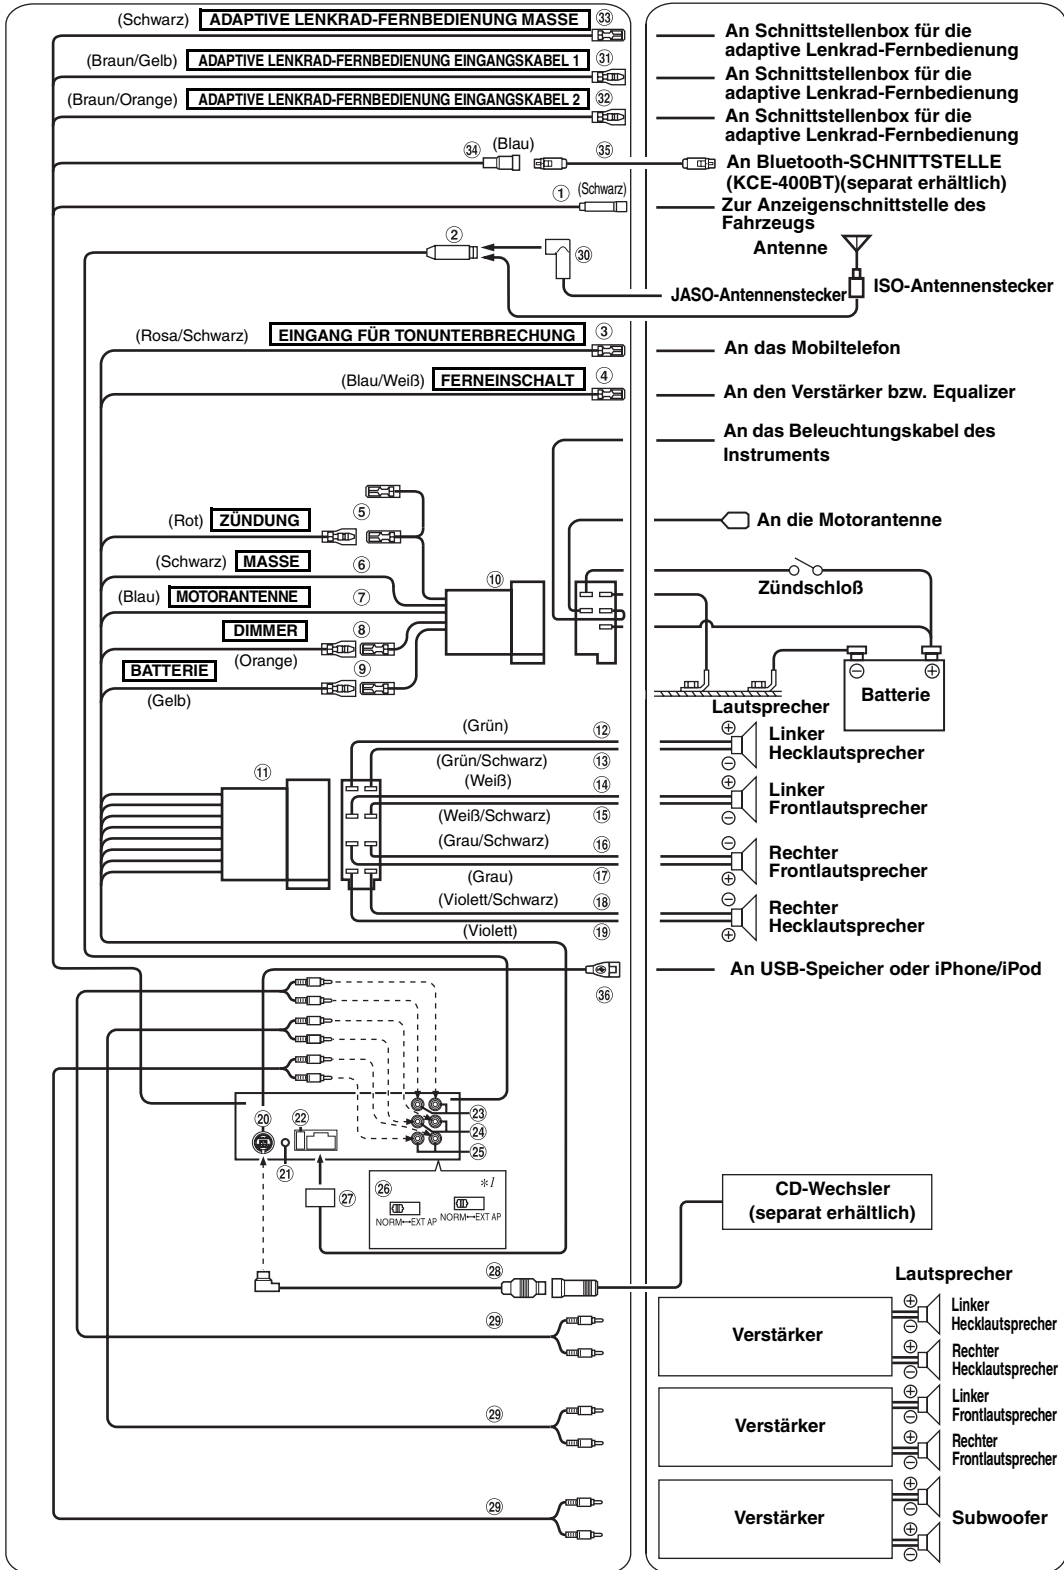 (Schwarz) ADAPTIVE LENKRAD-FERNBEDIENUNG MASSE 33
An Schnittstellenbox für die
adaptive Lenkrad-Fernbedienung
(Braun/Gelb) ADAPTIVE LENKRAD-FERNBEDIENUNG EINGANGSKABEL 1 31
An Schnittstellenbox für die
adaptive Lenkrad-Fernbedienung
(Braun/Orange) ADAPTIVE LENKRAD-FERNBEDIENUNG EINGANGSKABEL 2 32
An Schnittstellenbox für die
adaptive Lenkrad-Fernbedienung
34 (Blau) 35
An Bluetooth-SCHNITTSTELLE
(KCE-400BT)(separat erhältlich)
1 (Schwarz)
Zur Anzeigenschnittstelle des
Fahrzeugs
2
30
Antenne
JASO-Antennenstecker
ISO-Antennenstecker
(Rosa/Schwarz) EINGANG FÜR TONUNTERBRECHUNG 3
An das Mobiltelefon
(Blau/Weiß) FERNEINSCHALT 4
An den Verstärker bzw. Equalizer
An das Beleuchtungskabel des
Instruments
5
(Rot) ZÜNDUNG
An die Motorantenne
(Schwarz) MASSE 6
10
Zündschloß
(Blau) MOTORANTENNE 7
DIMMER 8
(Orange)
BATTERIE 9
(Gelb)
⊖ ⊕
Batterie
Lautsprecher
(Grün) 12
⊕
Linker
Hecklautsprecher
⊖
(Grün/Schwarz) 13
11
(Weiß) 14
⊕
Linker
Frontlautsprecher
⊖
(Weiß/Schwarz) 15
(Grau/Schwarz) 16
⊖
Rechter
Frontlautsprecher
⊕
(Grau) 17
(Violett/Schwarz) 18
⊖
Rechter
Hecklautsprecher
⊕
(Violett) 19
36
An USB-Speicher oder iPhone/iPod
20
21
22
23
24
25
26
*1
NORM↔EXT AP
NORM↔EXT AP
27
CD-Wechsler
(separat erhältlich)
28
Lautsprecher
29
Verstärker
⊕
⊖
Linker
Hecklautsprecher
⊕
⊖
Rechter
Hecklautsprecher
29
Verstärker
⊕
⊖
Linker
Frontlautsprecher
⊕
⊖
Rechter
Frontlautsprecher
29
Verstärker
⊕
⊖
⊕
⊖
Subwoofer